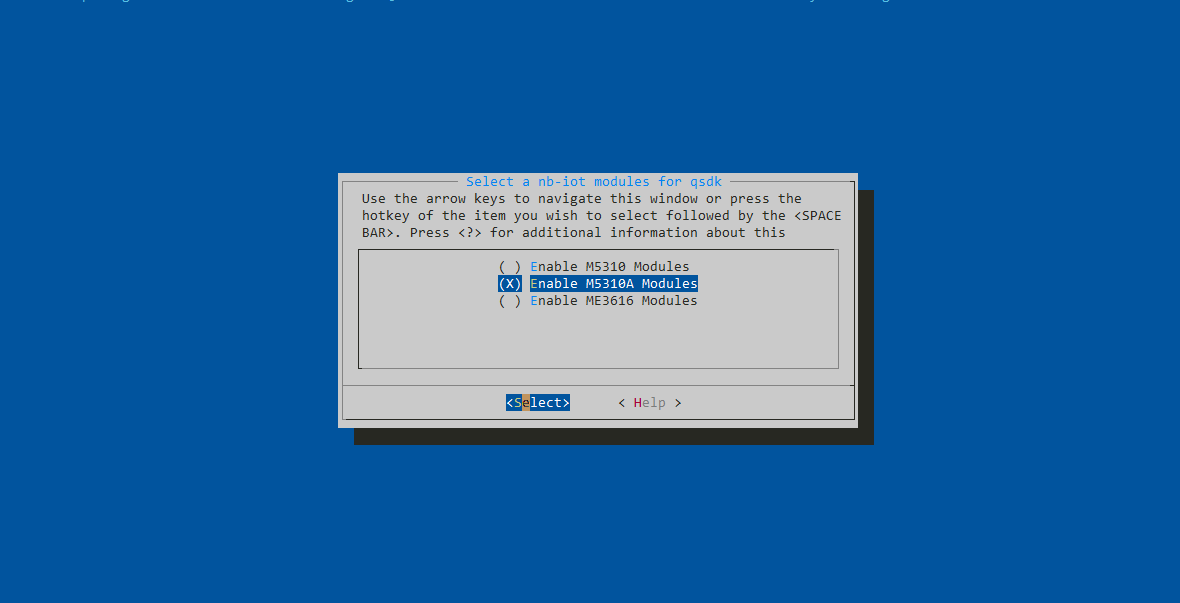 Select a nb-iot modules for qsdk
Use the arrow keys to navigate this window or press the
hotkey of the item you wish to select followed by the <SPACE
BAR>. Press <?> for additional information about this
( ) Enable M5310 Modules
(X) Enable M5310A Modules
( ) Enable ME3616 Modules
<Select> < Help >